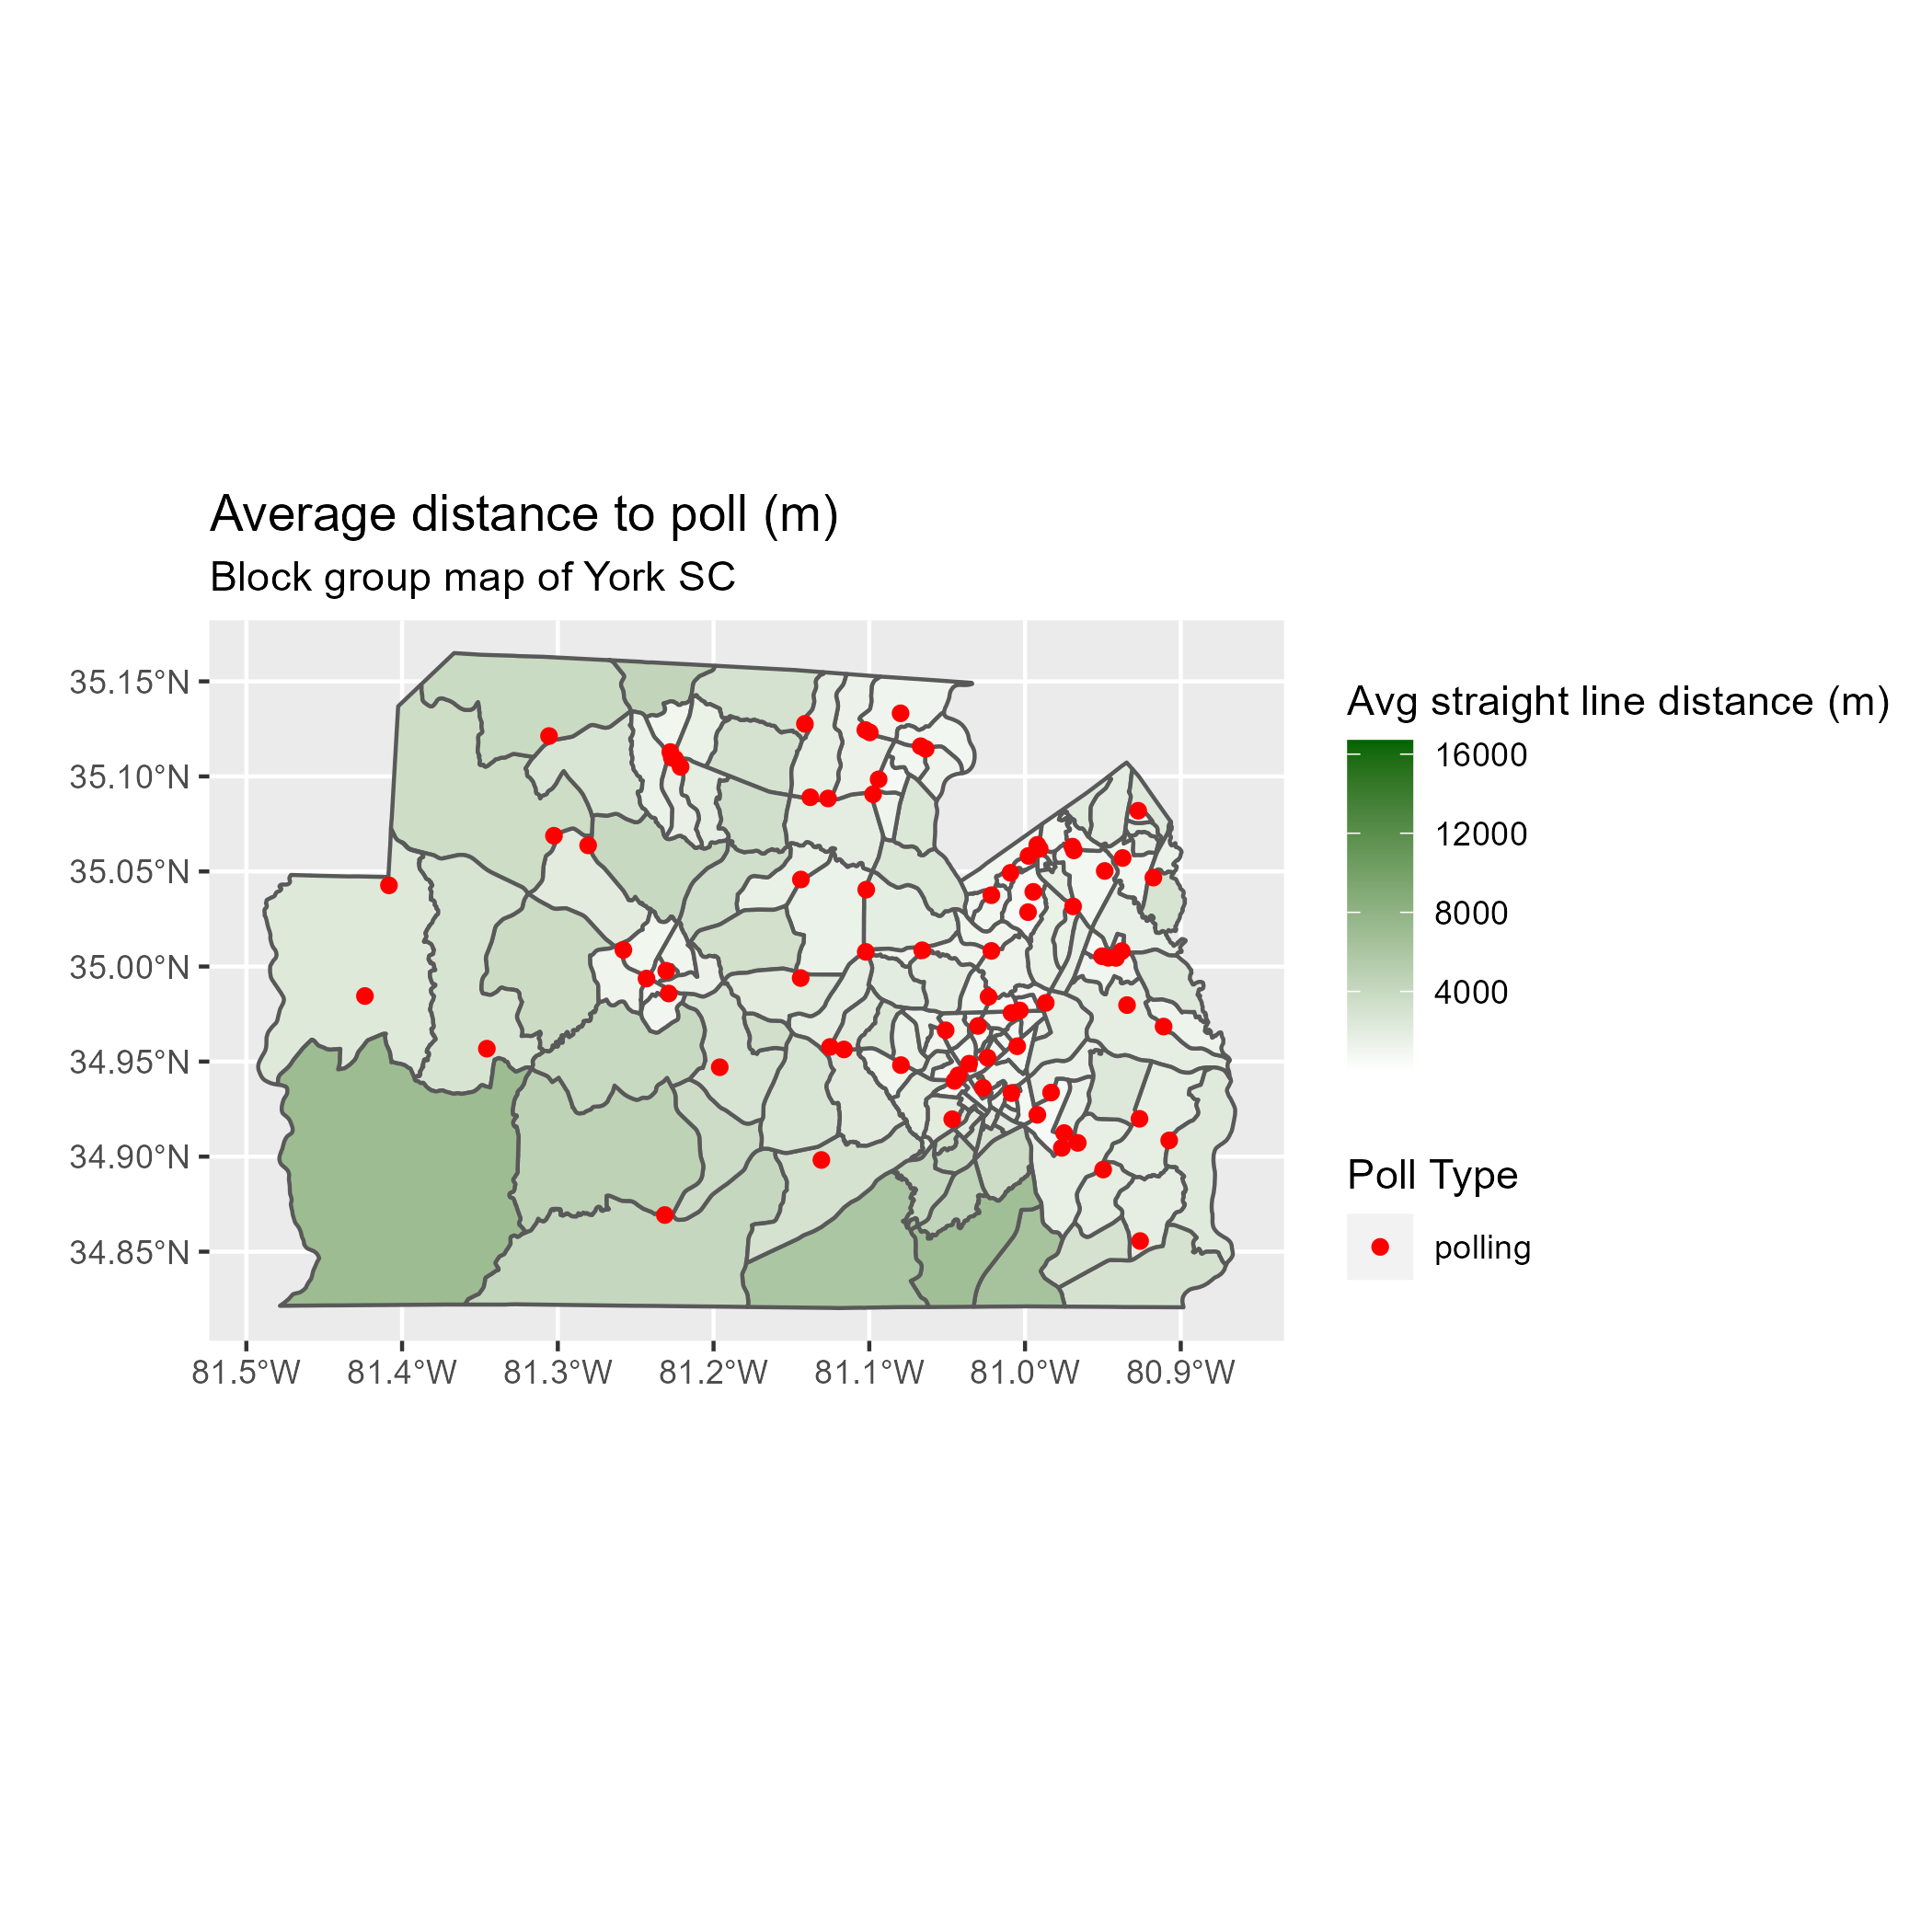 Average distance to poll (m)
Block group map of York SC
35.15°N
35.10°N
35.05°N
35.00°N
34.95°N
34.90°N
34.85°N
81.5°W
81.4°W
81.3°W
81.2°W
81.1°W
81.0°W
80.9°W
Avg straight line distance (m)
16000
12000
8000
4000
Poll Type
polling